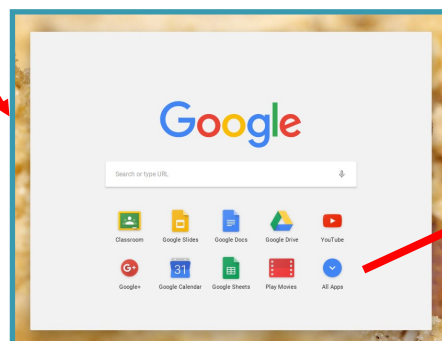 Google
Search or type URL
Classroom Google Slides Google Docs Google Drive YouTube
G+ 31
Google+ Google Calendar Google Sheets Play Movies All Apps